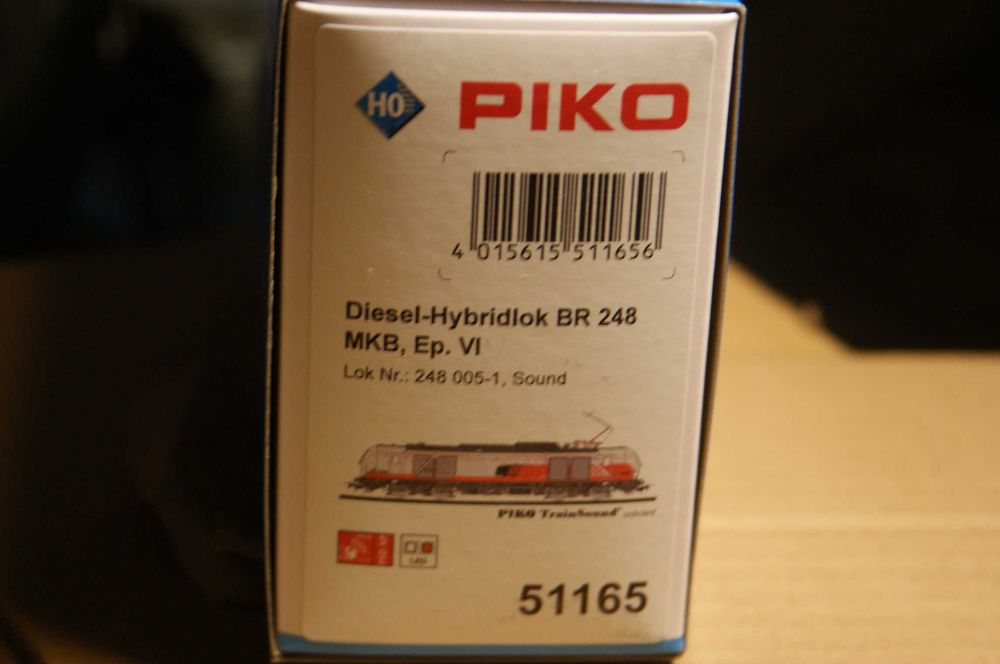 H0
PIKO
4 015615 511656
Diesel-Hybridlok BR 248
MKB, Ep. VI
Lok Nr.: 248 005-1, Sound
PIKO TrainSound
51165